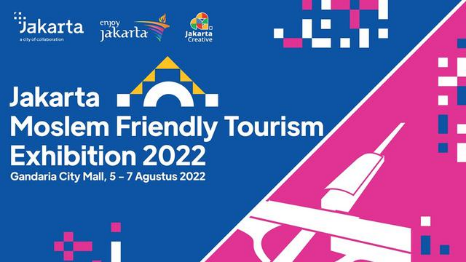 Jakarta
a city of collaboration
enjoy
jakarta
Jakarta
Creative
Jakarta
Moslem Friendly Tourism
Exhibition 2022
Gandaria City Mall, 5 - 7 Agustus 2022